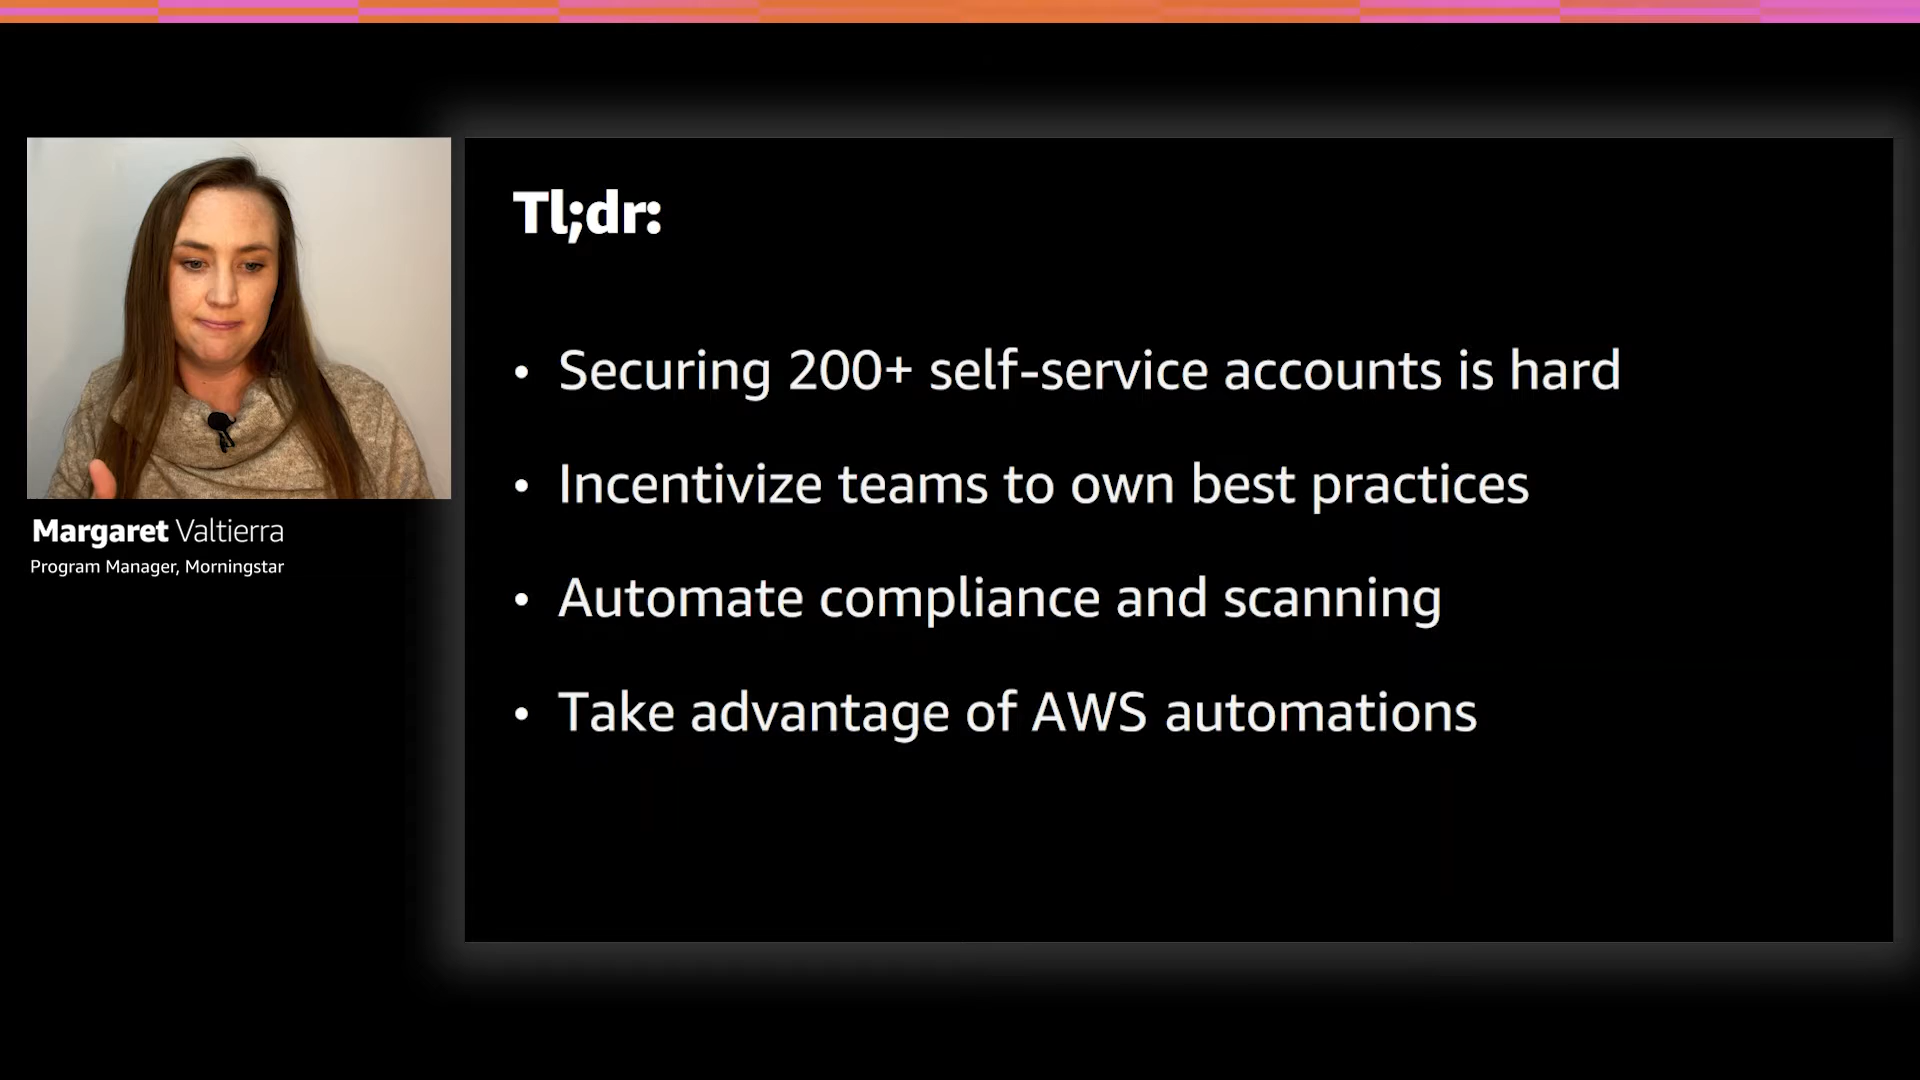 Tl;dr:
• Securing 200+ self-service accounts is hard
• Incentivize teams to own best practices
• Automate compliance and scanning
• Take advantage of AWS automations
Margaret Valtierra
Program Manager, Morningstar